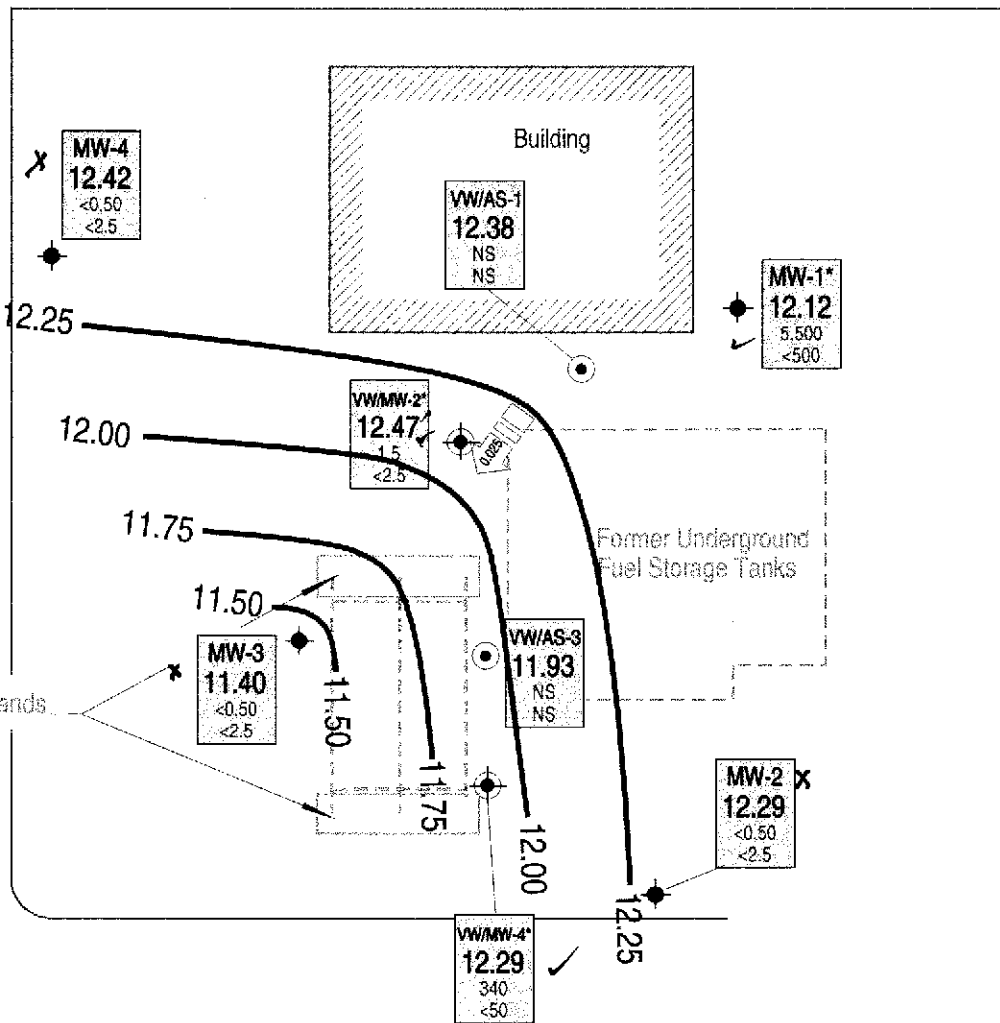 Building
MW-4
12.42
<0.50
<2.5
x
VW/AS-1
12.38
NS
NS
MW-1*
12.12
5,500
<500
✓
12.25
VW/MW-2*
12.47
1.5
<2.5
✓
0.025
12.00
11.75
Former Underground
Fuel Storage Tanks
11.50
MW-3
11.40
<0.50
<2.5
x
VW/AS-3
11.93
NS
NS
ands
11.50
11.75
12.00
12.25
MW-2
12.29
<0.50
<2.5
x
VW/MW-4*
12.29
340
<50
✓